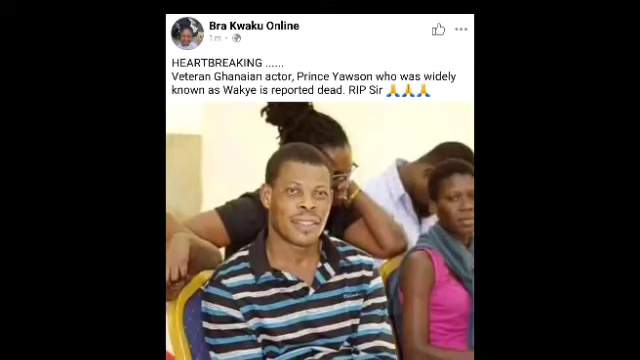 Bra Kwaku Online
1m ·
HEARTBREAKING ......
Veteran Ghanaian actor, Prince Yawson who was widely
known as Wakye is reported dead. RIP Sir 🙏🙏🙏